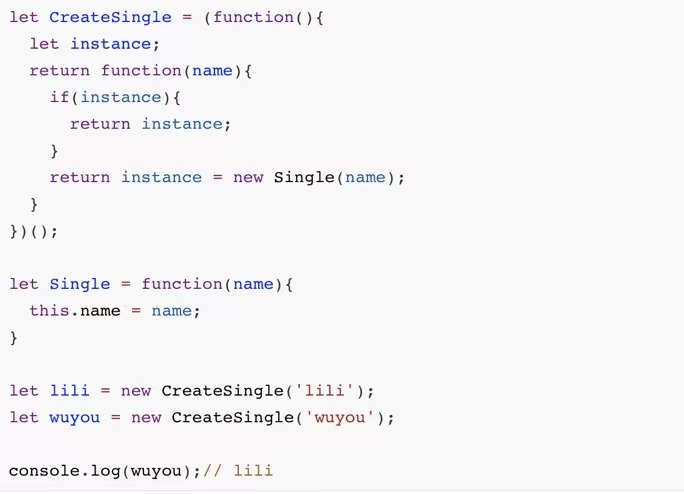 let CreateSingle = (function(){
  let instance;
  return function(name){
    if(instance){
      return instance;
    }
    return instance = new Single(name);
  }
})();

let Single = function(name){
  this.name = name;
}

let lili = new CreateSingle('lili');
let wuyou = new CreateSingle('wuyou');

console.log(wuyou);// lili